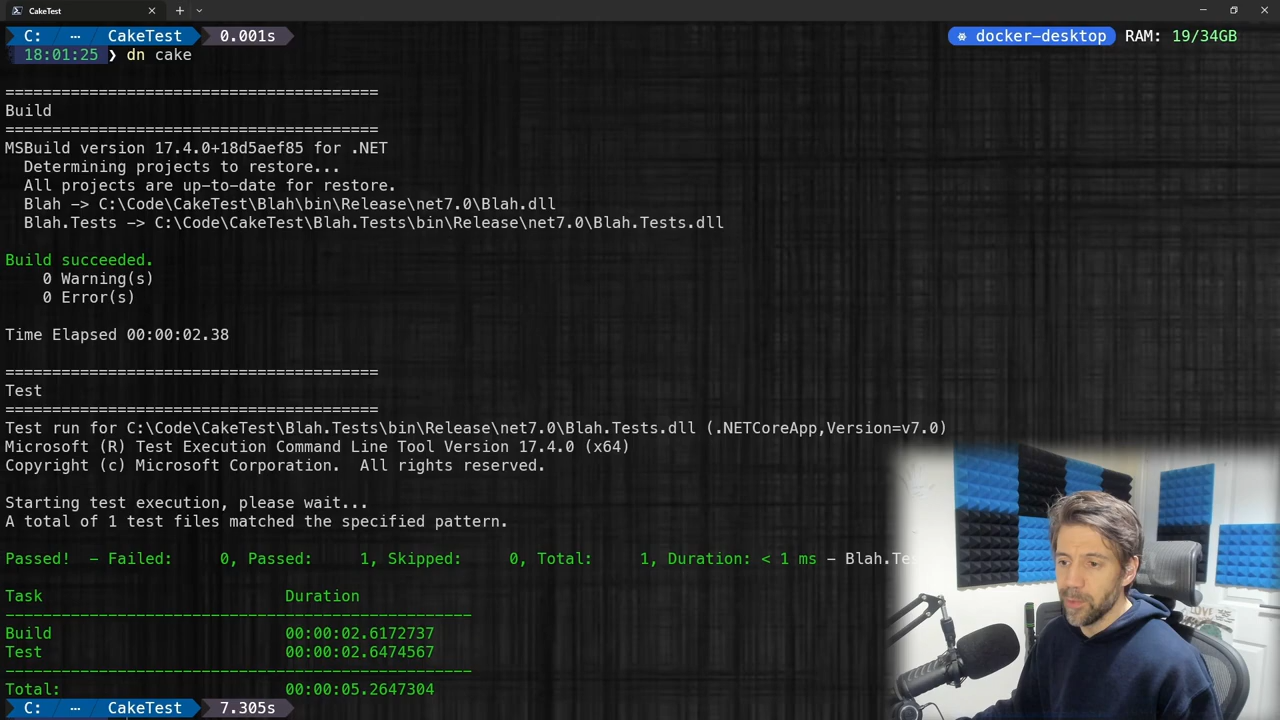 CakeTest
C: ⋯ CakeTest 0.001s docker-desktop RAM: 19/34GB
18:01:25 ❯ dn cake
========================================
Build
========================================
MSBuild version 17.4.0+18d5aef85 for .NET
Determining projects to restore...
All projects are up-to-date for restore.
Blah -> C:\Code\CakeTest\Blah\bin\Release\net7.0\Blah.dll
Blah.Tests -> C:\Code\CakeTest\Blah.Tests\bin\Release\net7.0\Blah.Tests.dll
Build succeeded.
0 Warning(s)
0 Error(s)
Time Elapsed 00:00:02.38
========================================
Test
========================================
Test run for C:\Code\CakeTest\Blah.Tests\bin\Release\net7.0\Blah.Tests.dll (.NETCoreApp,Version=v7.0)
Microsoft (R) Test Execution Command Line Tool Version 17.4.0 (x64)
Copyright (c) Microsoft Corporation.  All rights reserved.
Starting test execution, please wait...
A total of 1 test files matched the specified pattern.
Passed!  - Failed:     0, Passed:     1, Skipped:     0, Total:     1, Duration: < 1 ms - Blah.Te
Task Duration
--------------------------------------------------
Build 00:00:02.6172737
Test 00:00:02.6474567
--------------------------------------------------
Total: 00:00:05.2647304
C: ⋯ CakeTest 7.305s